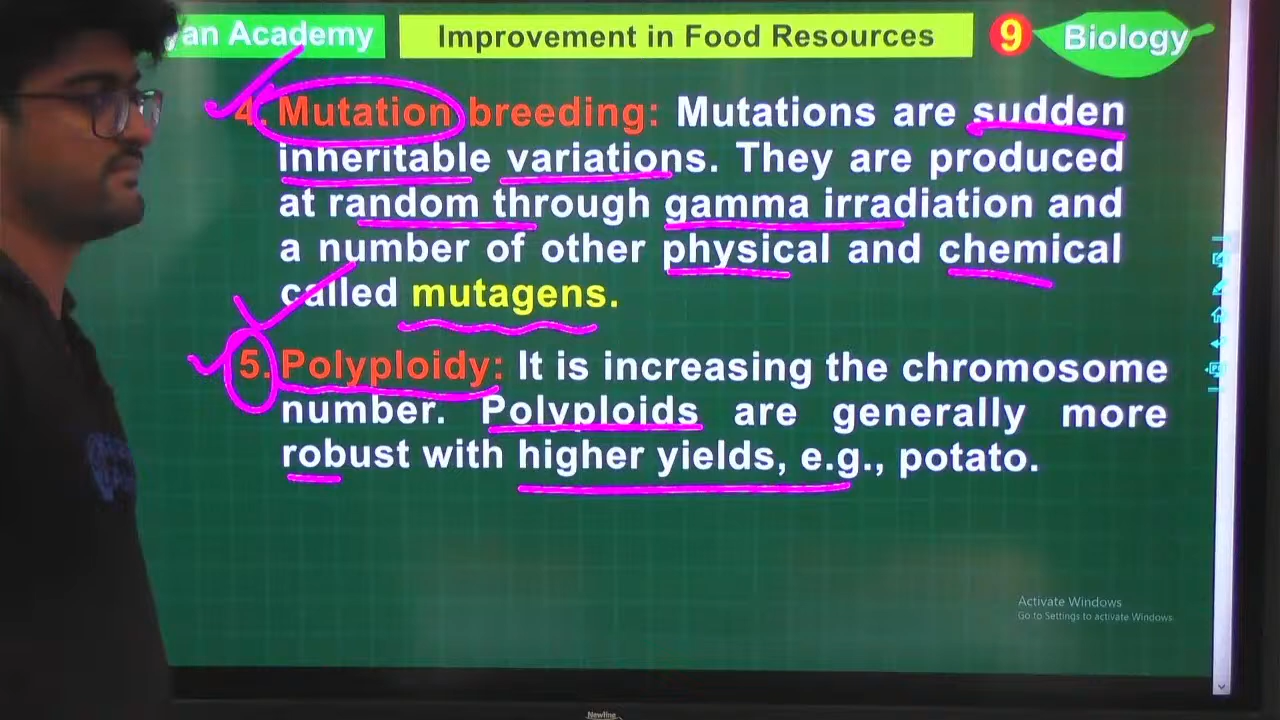 an Academy
Improvement in Food Resources
9
Biology
4. Mutation breeding: Mutations are sudden
inheritable variations. They are produced
at random through gamma irradiation and
a number of other physical and chemical
called mutagens.
5. Polyploidy: It is increasing the chromosome
number. Polyploids are generally more
robust with higher yields, e.g., potato.
Activate Windows
Go to Settings to activate Windows.
Newline